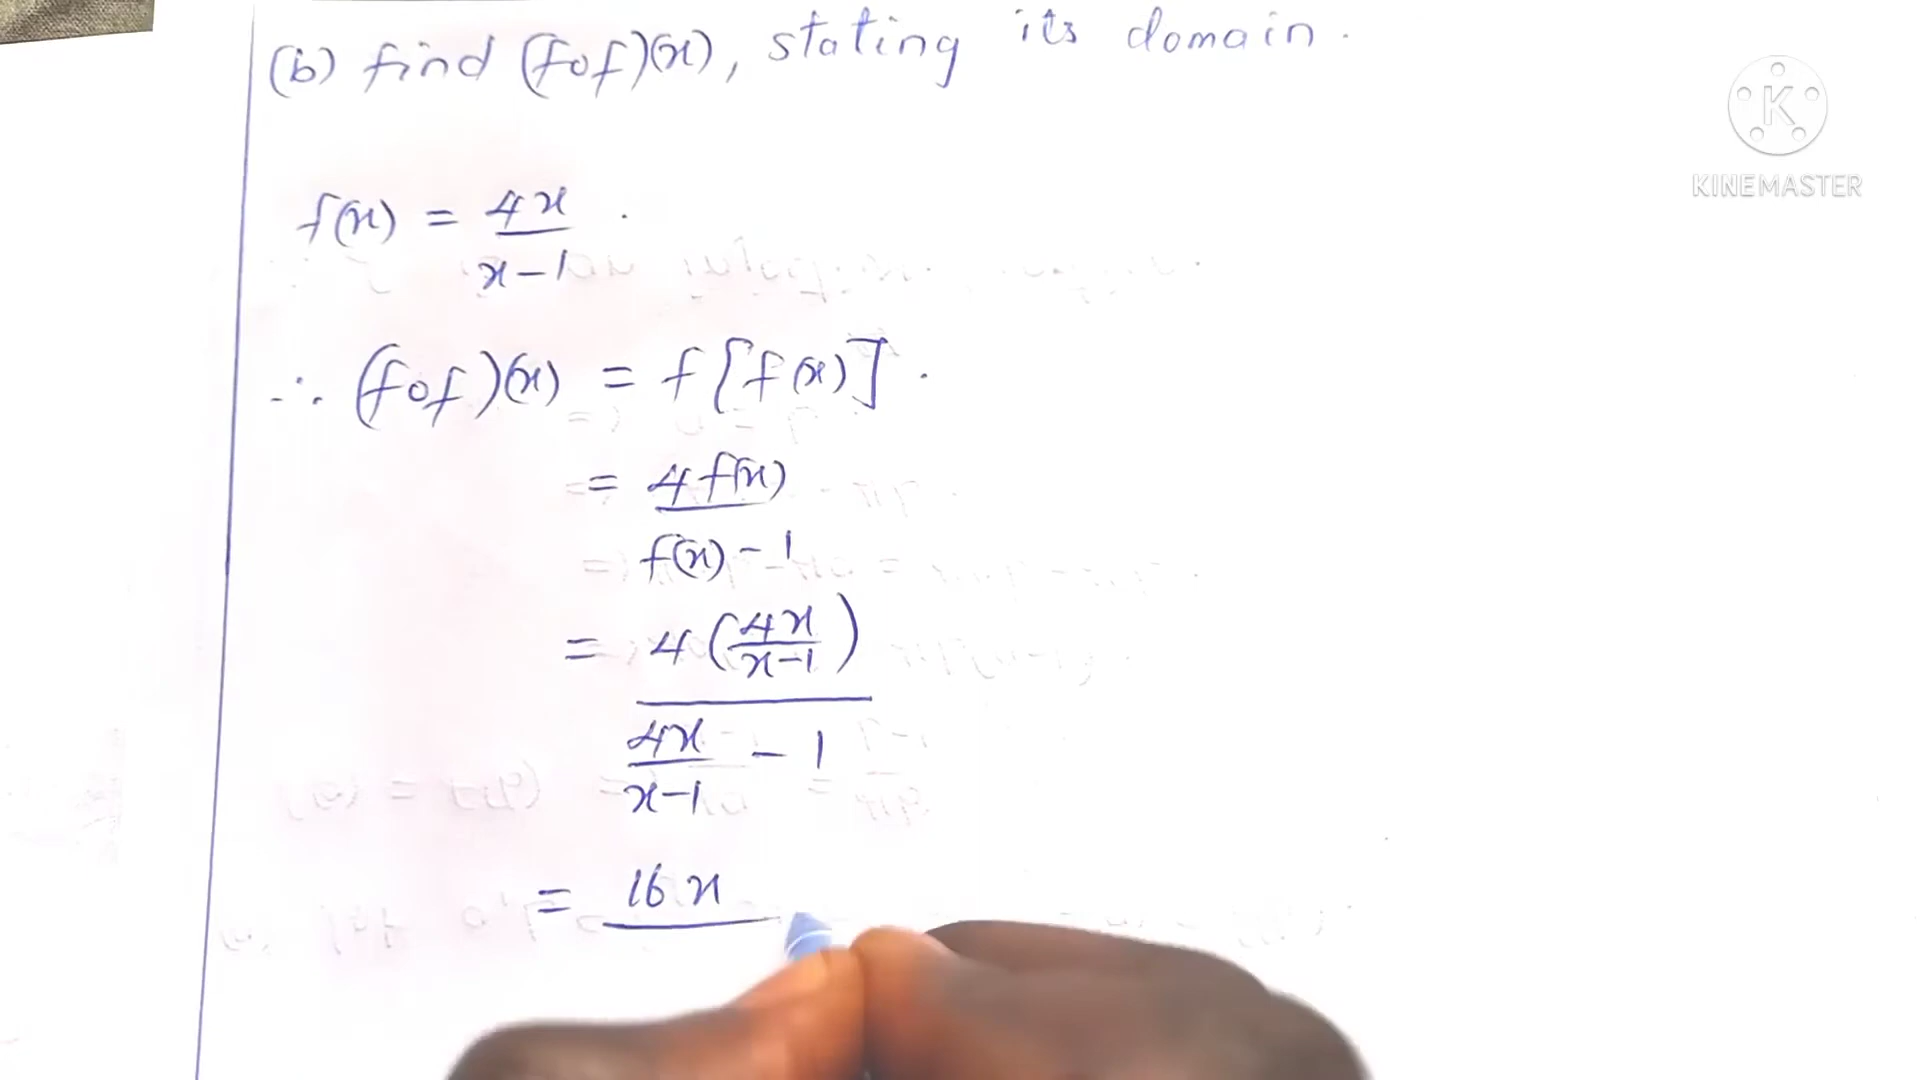 (b) find (fof)(x), stating its domain.
K
KINEMASTER
f(x) = 4x
x-1
∴ (fof)(x) = f[f(x)].
= 4f(x)
f(x) - 1
= 4(4x
x-1)
4x
x-1 - 1
= 16x